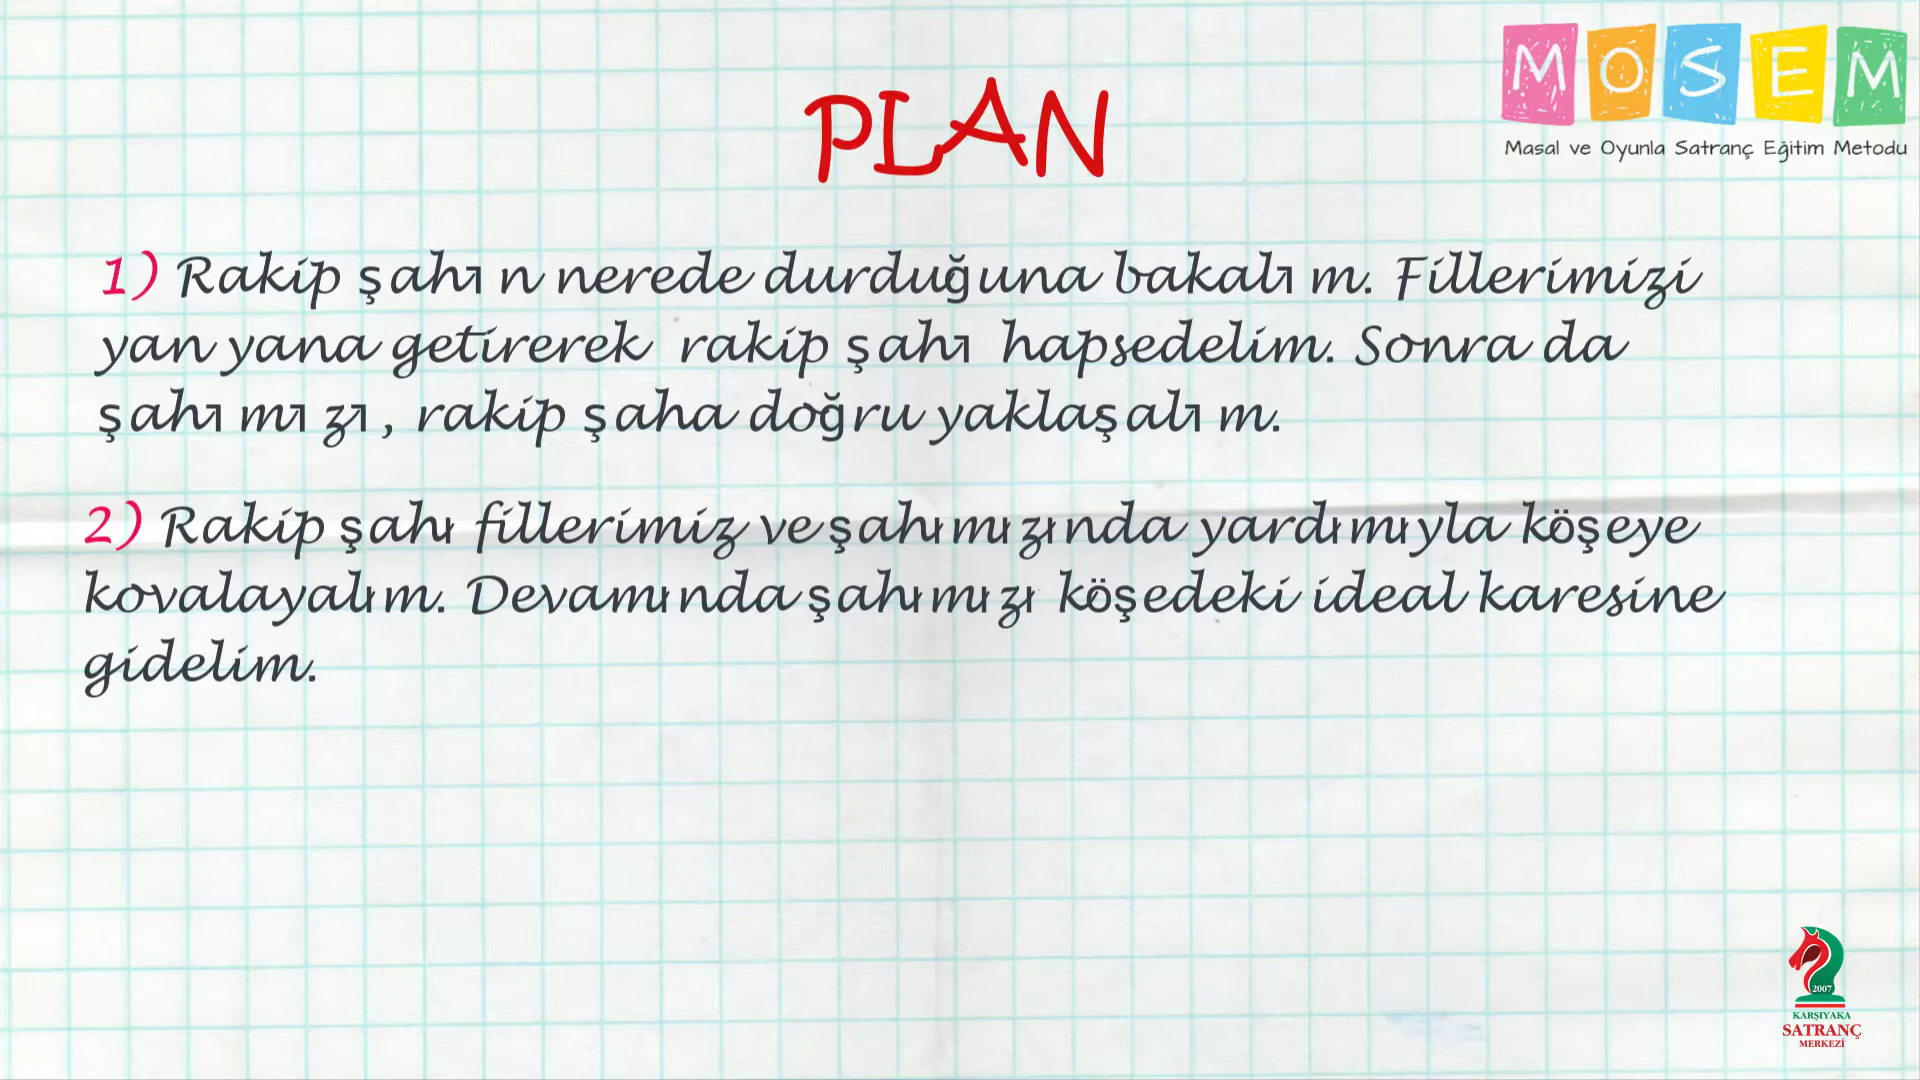 MOSEM
Masal ve Oyunla Satranç Eğitim Metodu
PLAN
1) Rakip şahın nerede durduğuna bakalım. Fillerimizi
yan yana getirerek rakip şahı hapsedelim. Sonra da
şahımızı, rakip şaha doğru yaklaşalım.
2) Rakip şahı fillerimiz ve şahımızında yardımıyla köşeye
kovalayalım. Devamında şahımızı köşedeki ideal karesine
gidelim.
2007
KARŞIYAKA
SATRANÇ
MERKEZİ